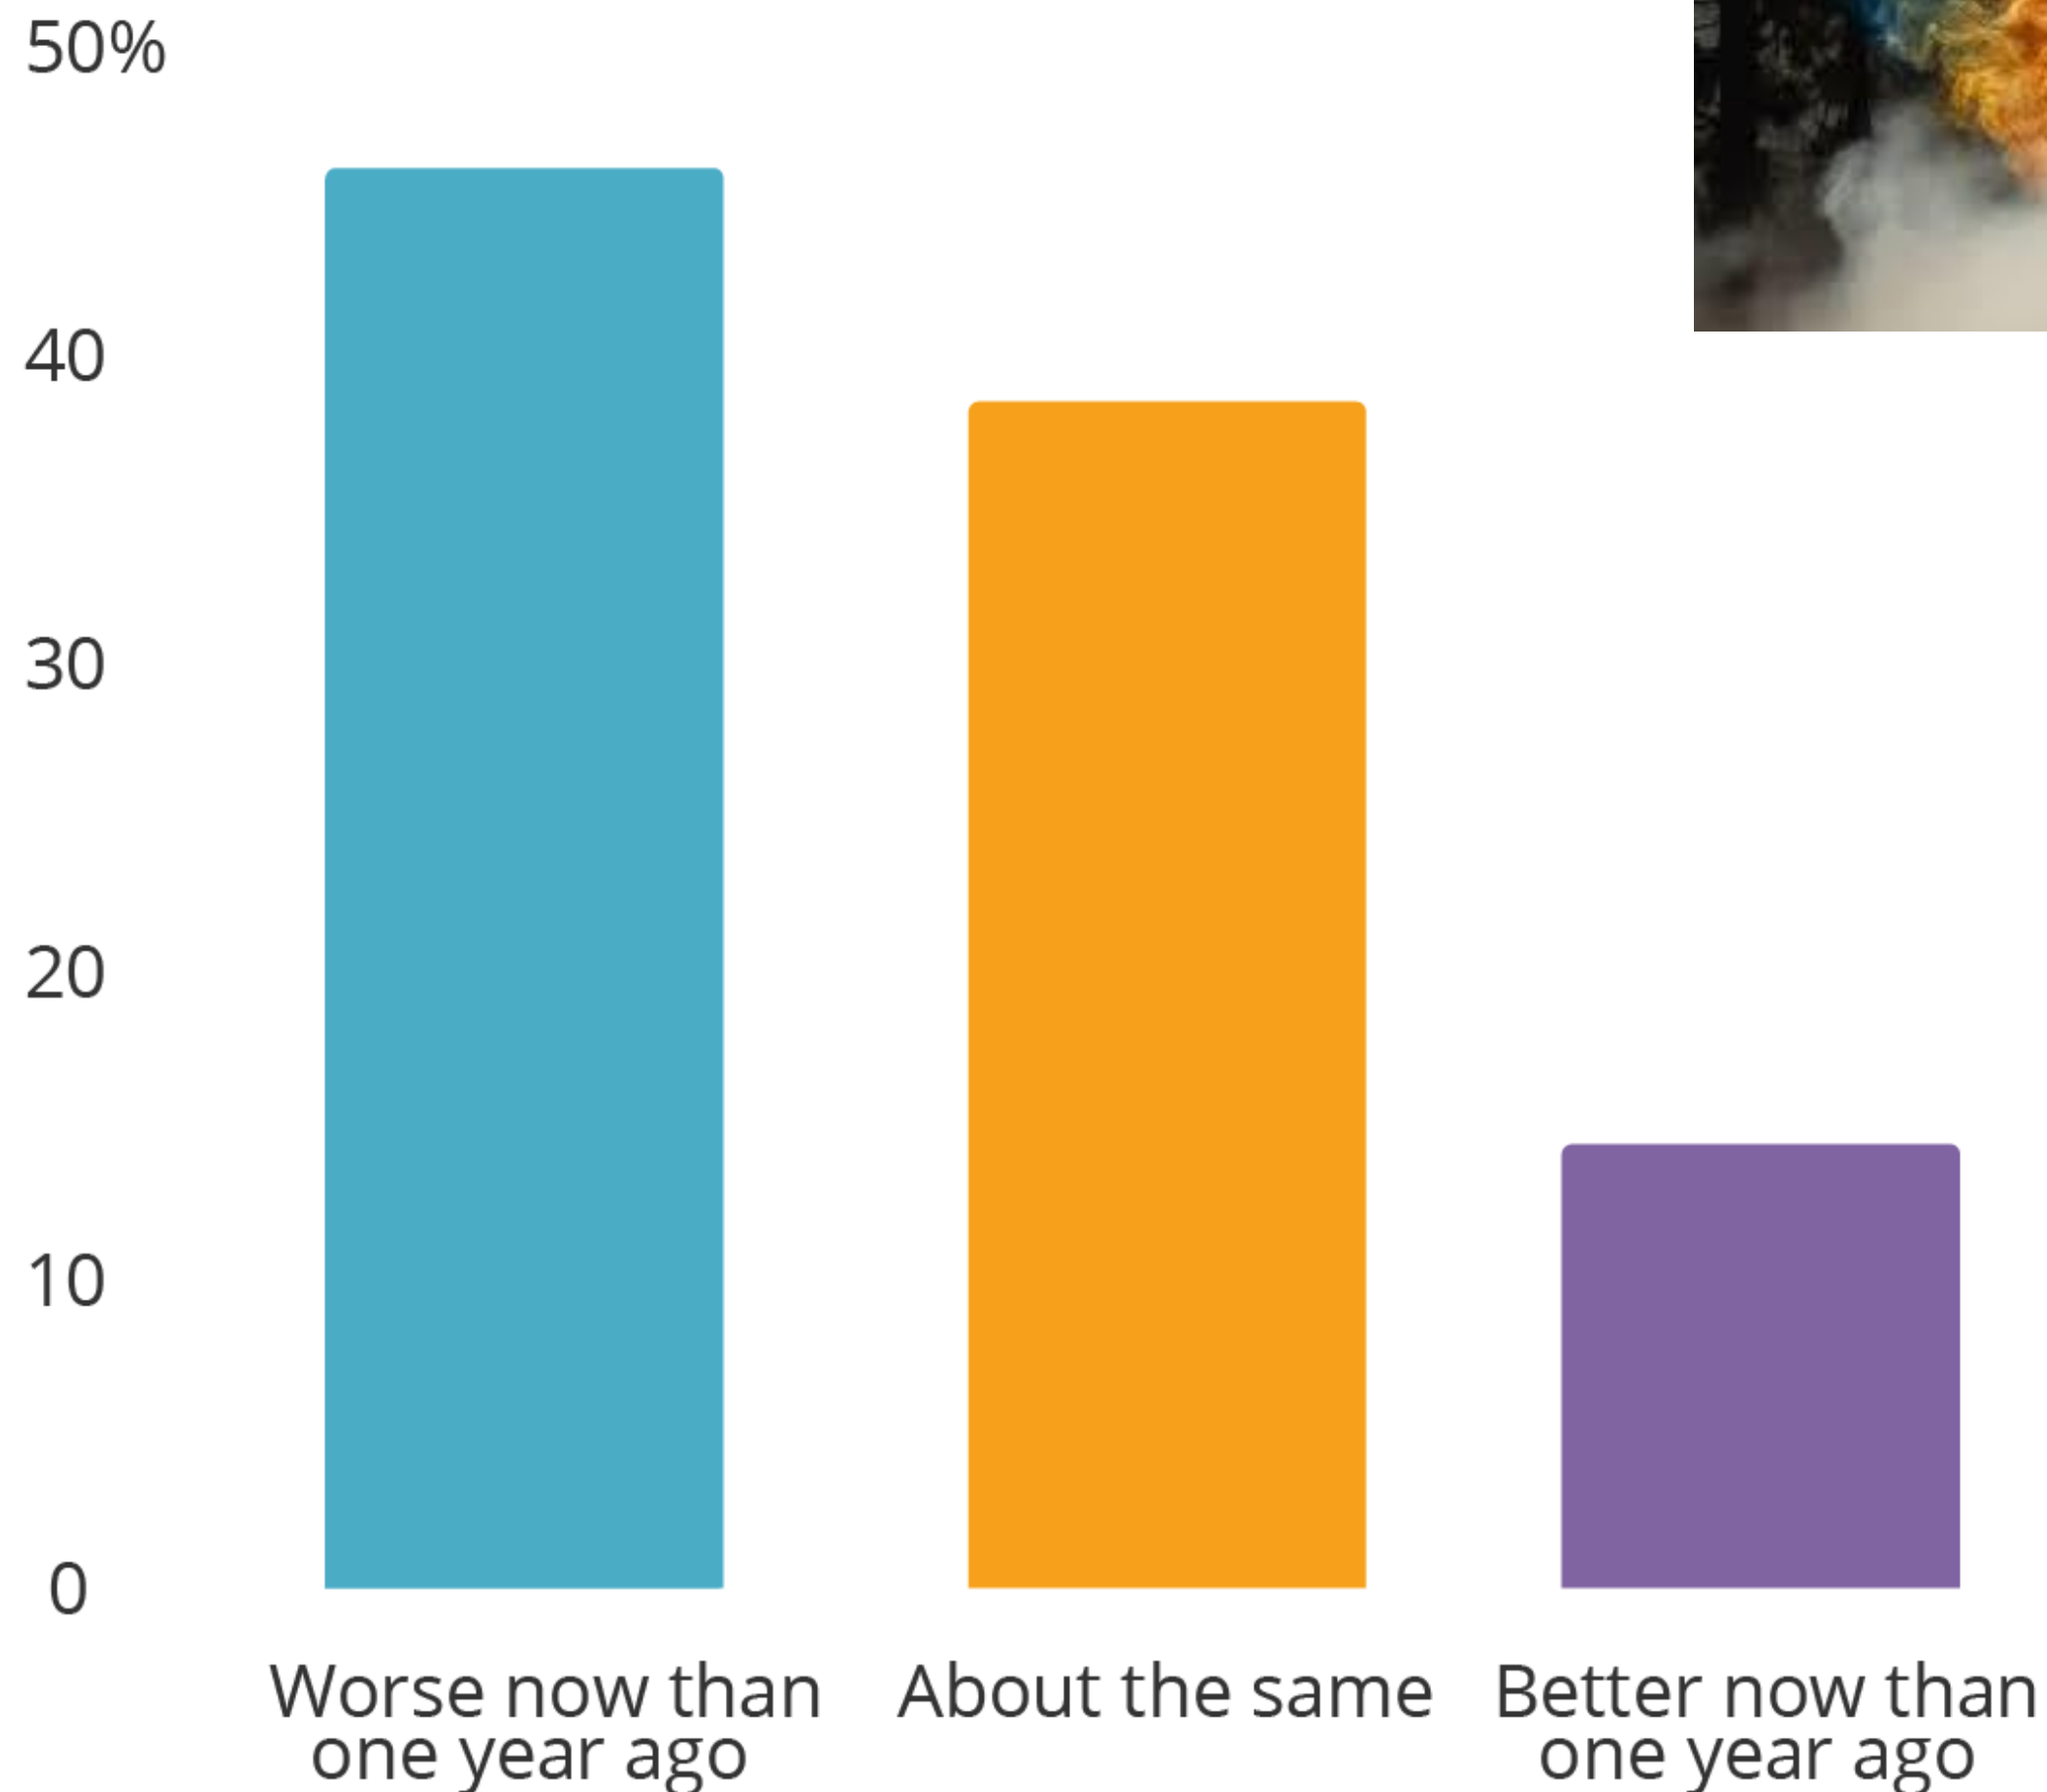 50%
40
30
20
10
0
Worse now than
one year ago
About the same
Better now than
one year ago